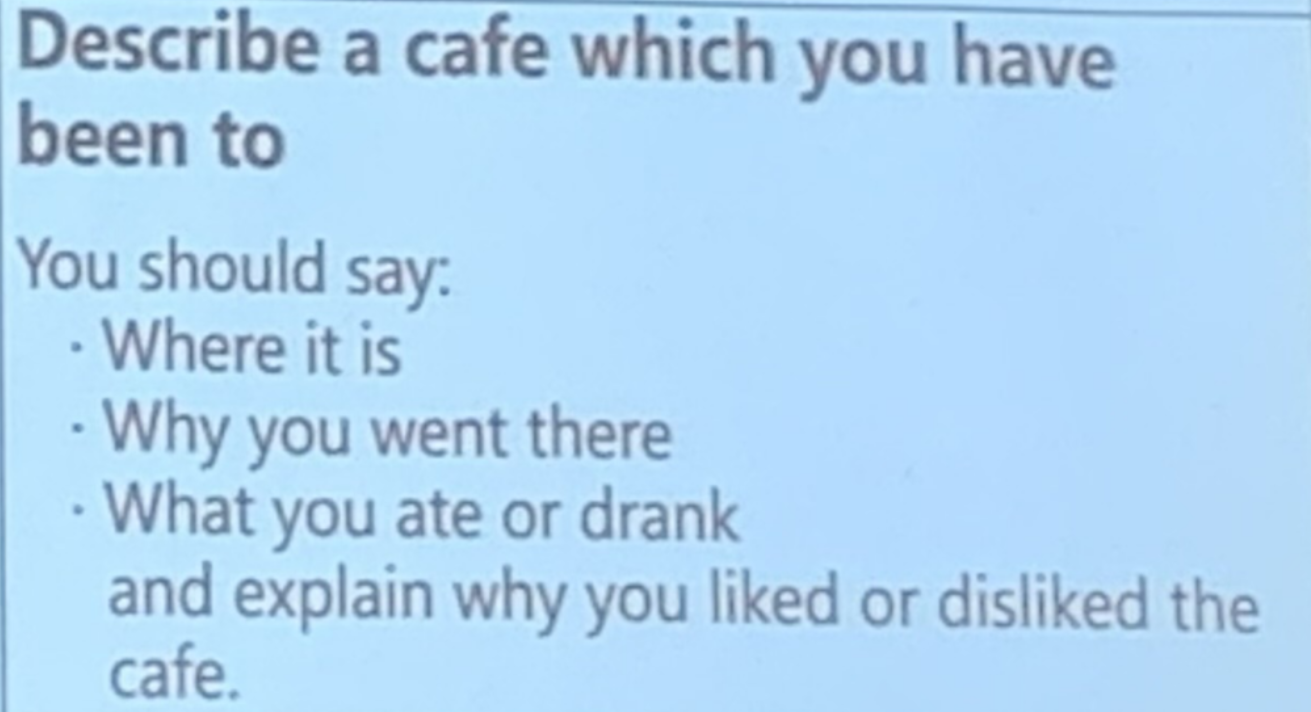 Describe a cafe which you have
been to
You should say:
· Where it is
· Why you went there
· What you ate or drank
and explain why you liked or disliked the
cafe.